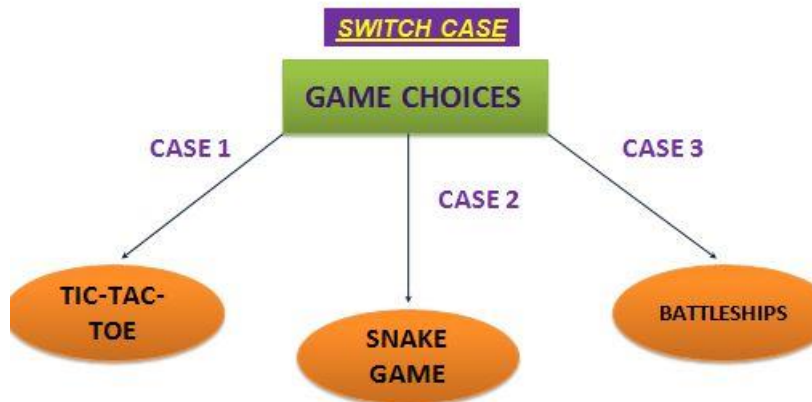 SWITCH CASE
GAME CHOICES
CASE 1
CASE 3
CASE 2
TIC-TAC-
TOE
BATTLESHIPS
SNAKE
GAME